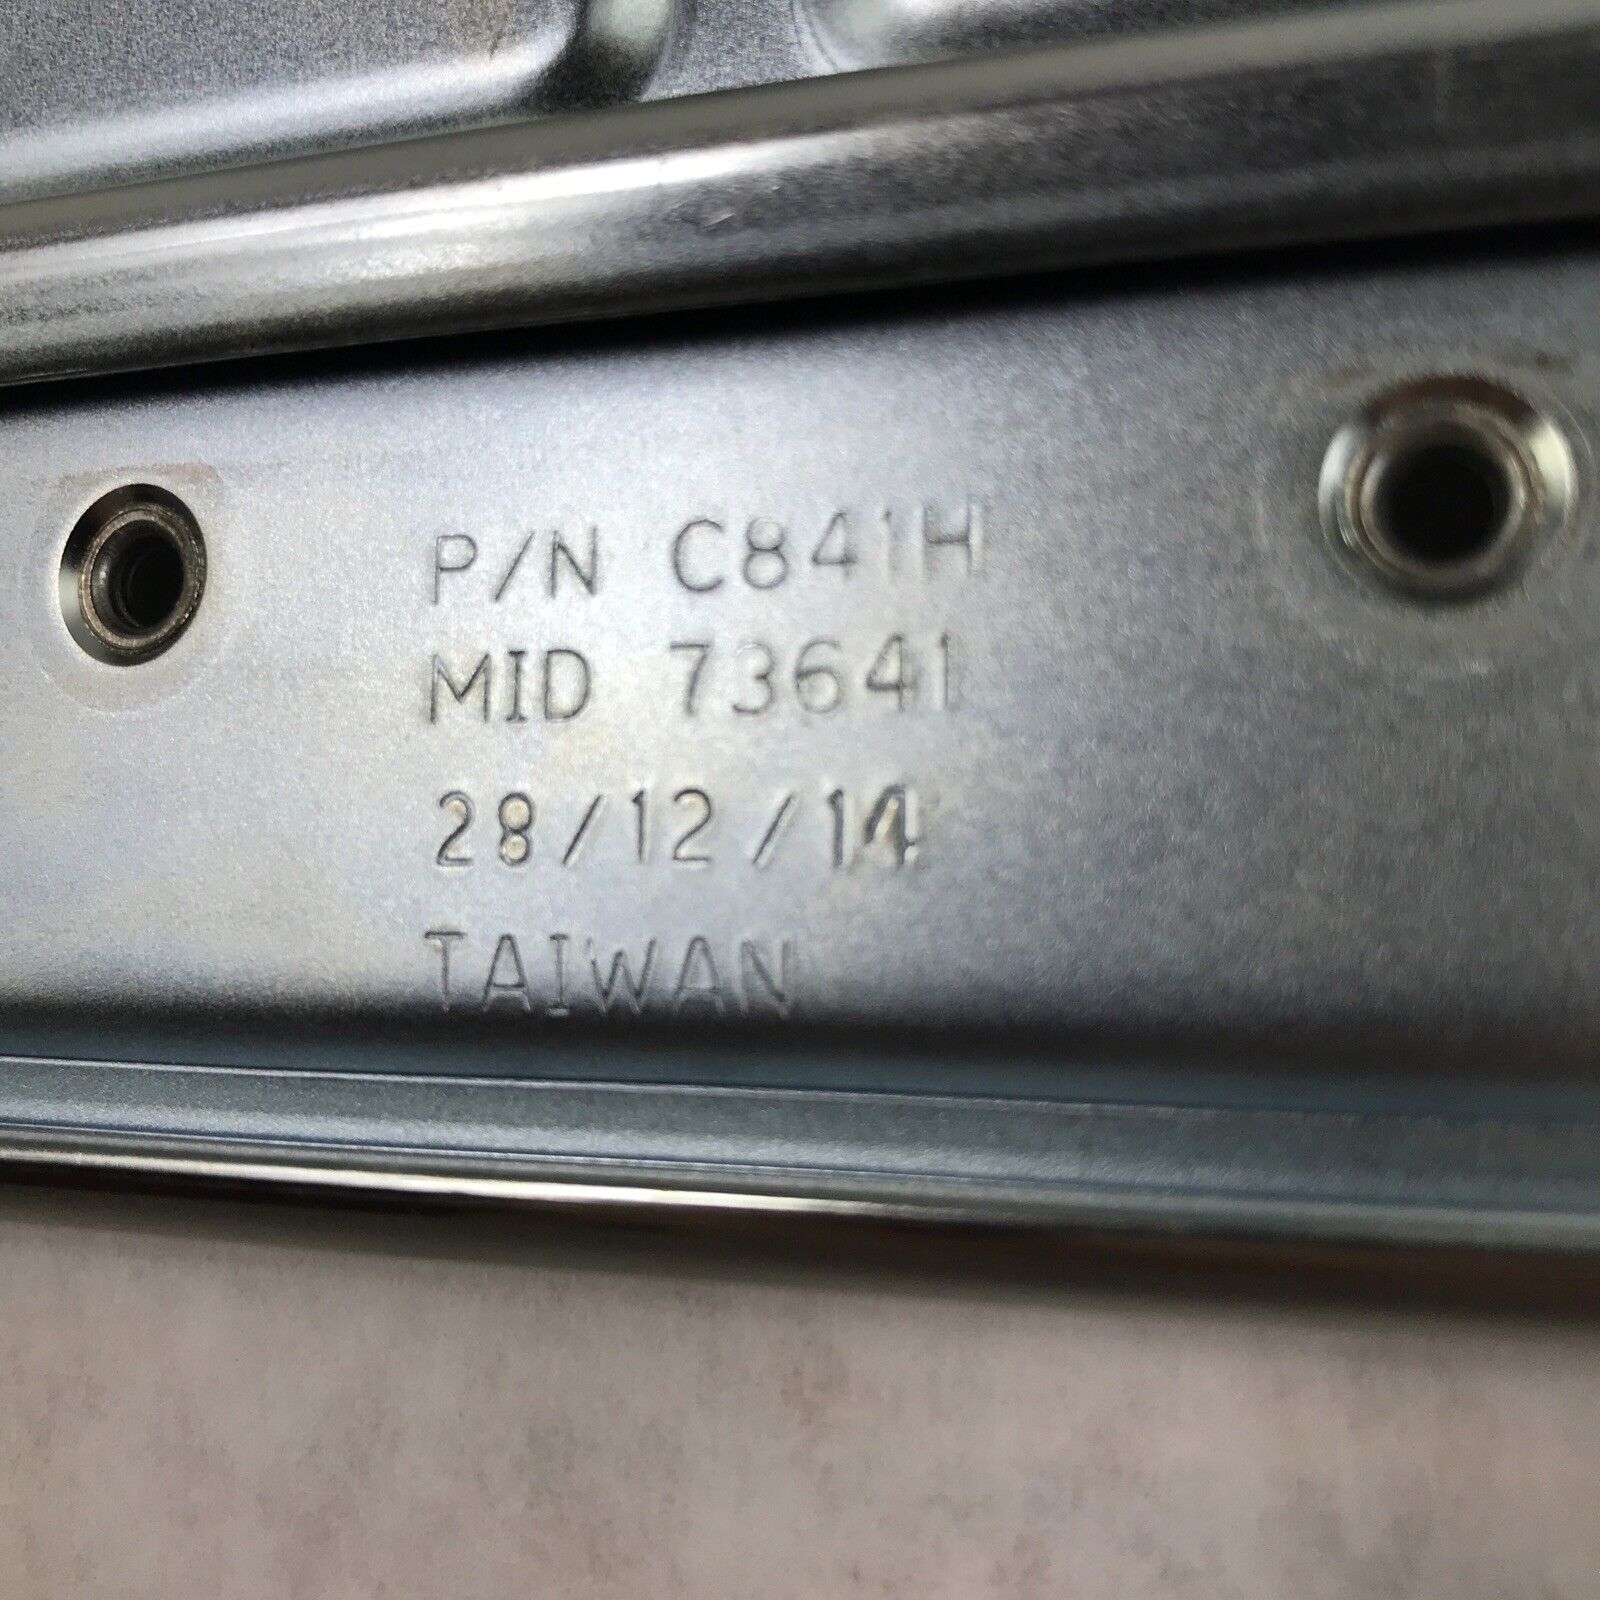 P/N C841H
MID 73641
28/12/14
TAIWAN